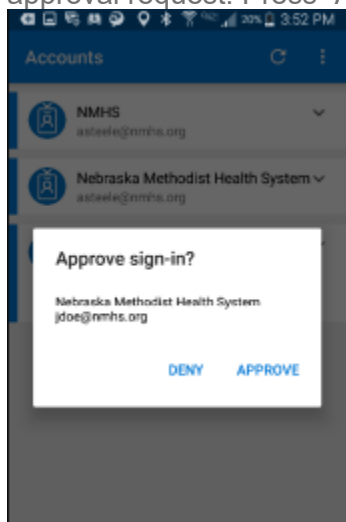 approval request. Press
20% 3:52 PM
Accounts
NMHS
asteele@nmhs.org
Nebraska Methodist Health System
asteele@nmhs.org
Approve sign-in?
Nebraska Methodist Health System
jdoe@nmhs.org
DENY APPROVE